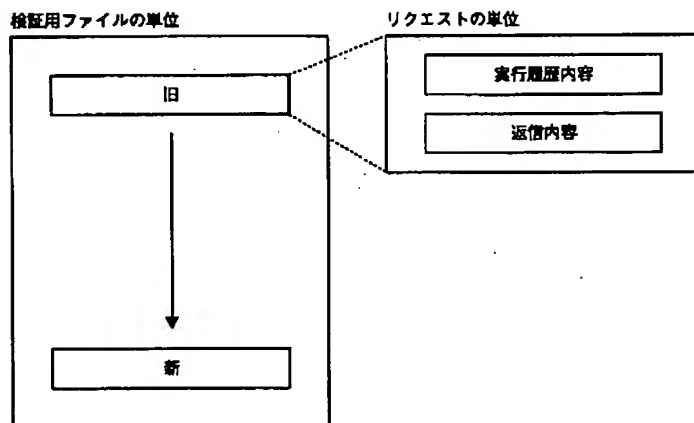 検証用ファイルの単位
リクエストの単位
旧
実行履歴内容
返信内容
新